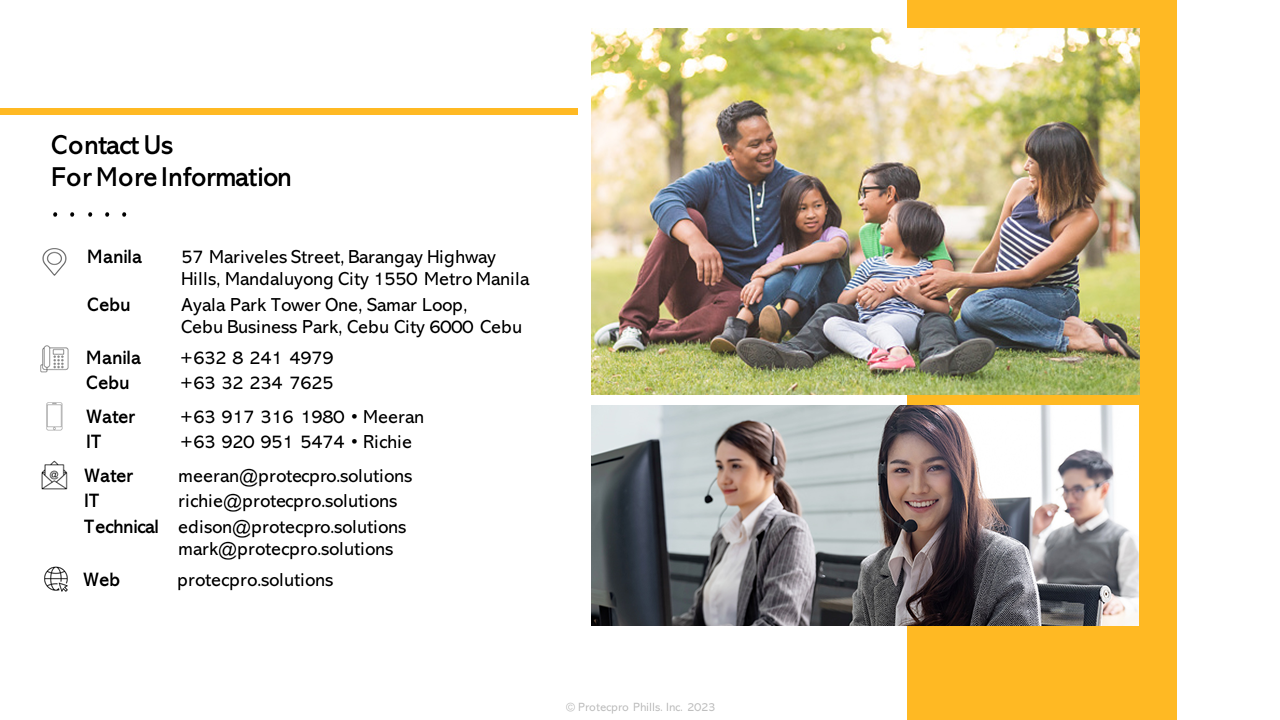 Contact Us
For More Information
• • • • •
Manila 57 Mariveles Street, Barangay Highway
Hills, Mandaluyong City 1550 Metro Manila
Cebu Ayala Park Tower One, Samar Loop,
Cebu Business Park, Cebu City 6000 Cebu
Manila +632 8 241 4979
Cebu +63 32 234 7625
Water +63 917 316 1980 • Meeran
IT +63 920 951 5474 • Richie
Water meeran@protecpro.solutions
IT richie@protecpro.solutions
Technical edison@protecpro.solutions
mark@protecpro.solutions
Web protecpro.solutions
© Protecpro Phills. Inc. 2023